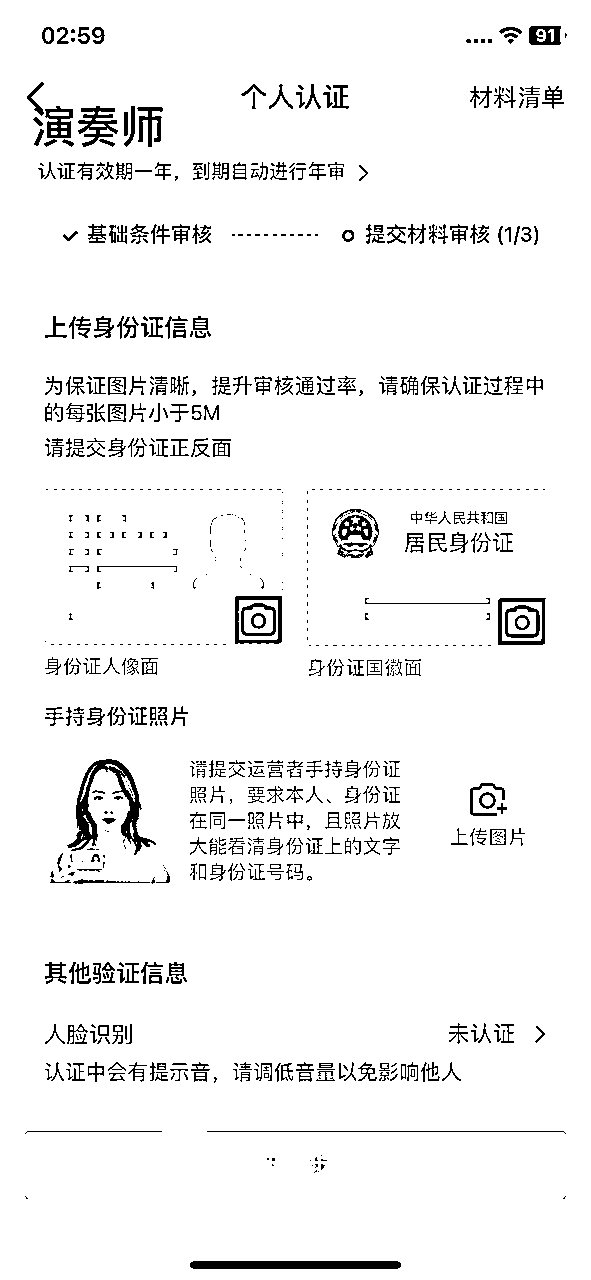 02:59
91
个人认证
材料清单
演奏师
认证有效期一年，到期自动进行年审
基础条件审核
提交材料审核 (1/3)
上传身份证信息
为保证图片清晰，提升审核通过率，请确保认证过程中
的每张图片小于5M
请提交身份证正反面
中华人民共和国
居民身份证
身份证人像面
身份证国徽面
手持身份证照片
请提交运营者手持身份证
照片，要求本人、身份证
在同一照片中，且照片放
大能看清身份证上的文字
和身份证号码。
上传图片
其他验证信息
人脸识别
未认证
认证中会有提示音，请调低音量以免影响他人